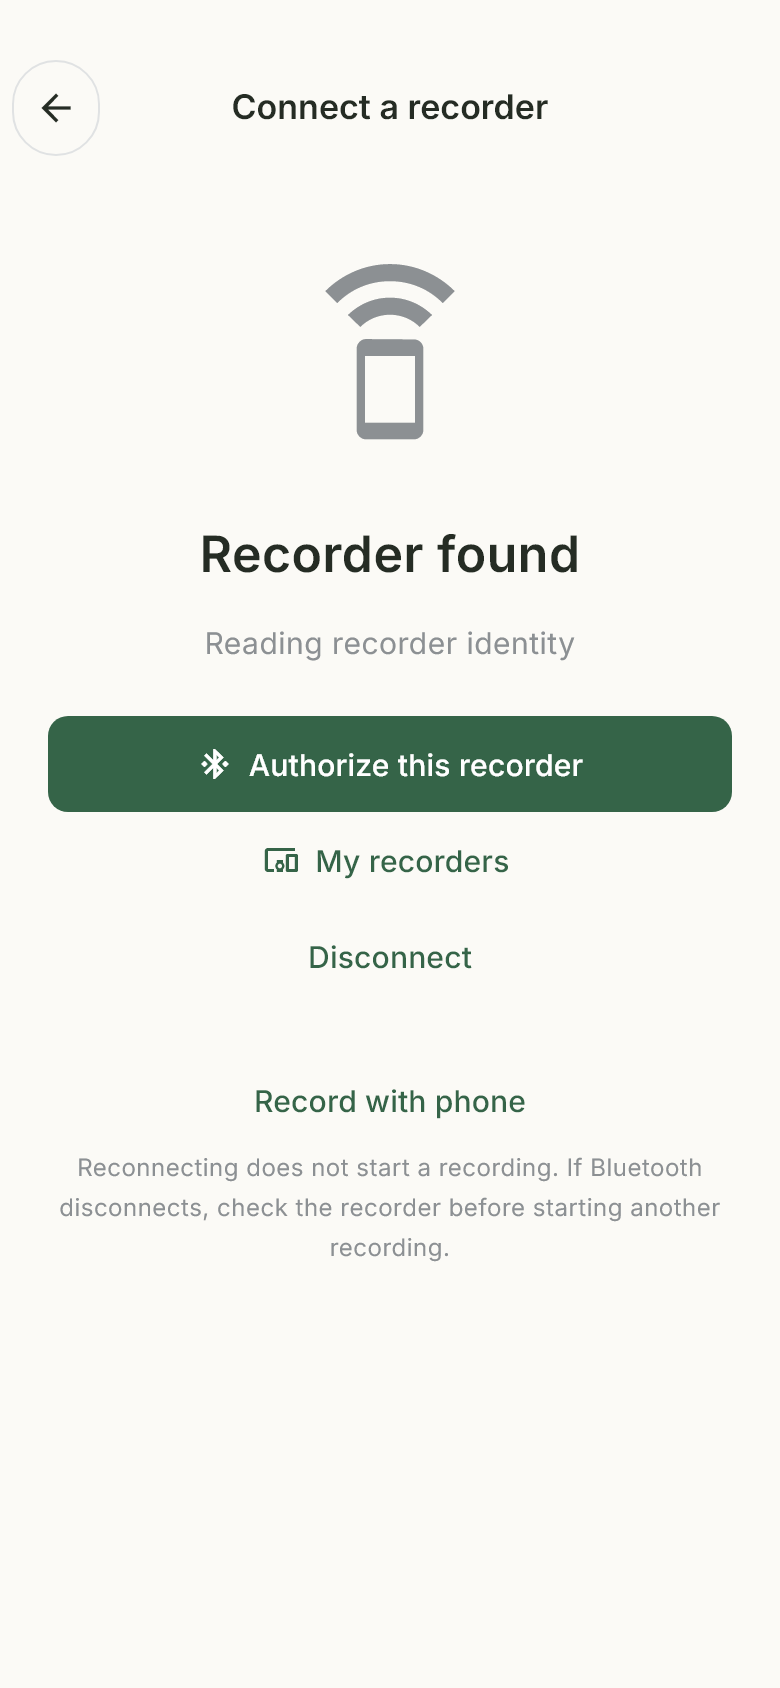 Connect a recorder
Recorder found
Reading recorder identity
Authorize this recorder
My recorders
Disconnect
Record with phone
Reconnecting does not start a recording. If Bluetooth
disconnects, check the recorder before starting another
recording.